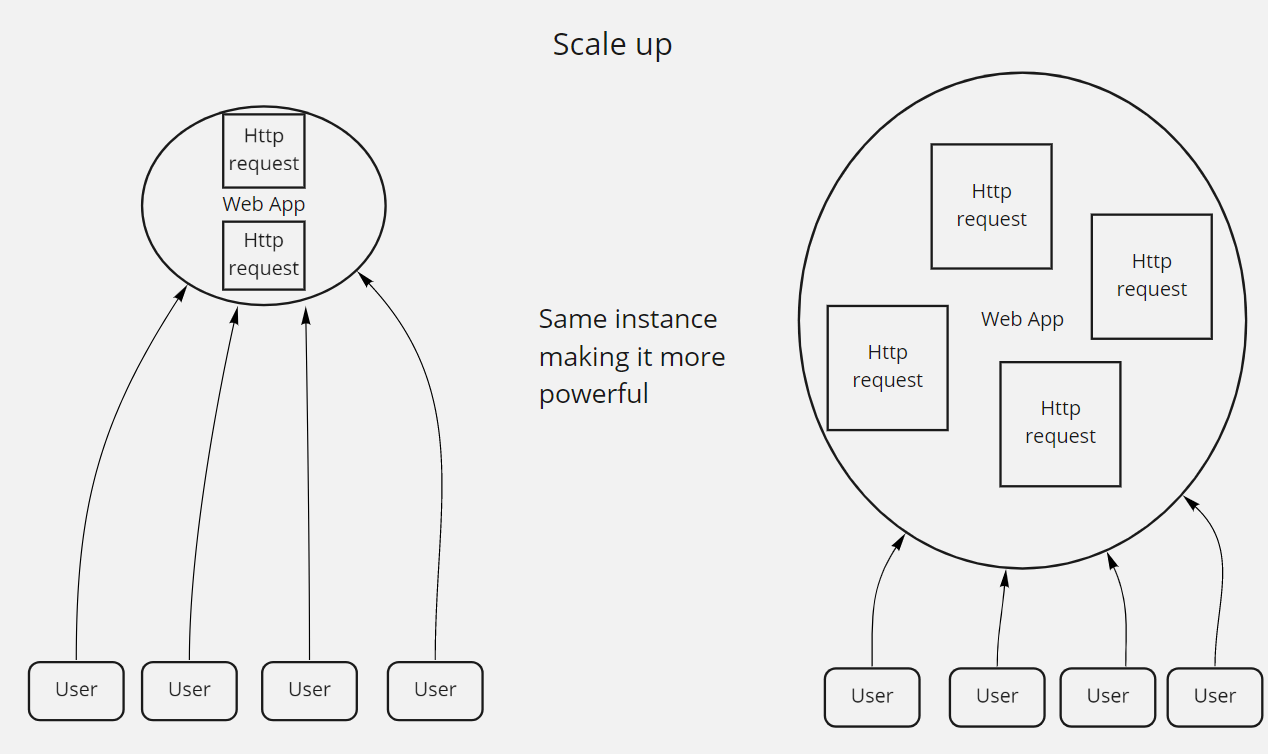 Scale up
Http
request
Web App
Http
request
User
User
User
User
Same instance
making it more
powerful
Http
request
Http
request
Web App
Http
request
Http
request
User
User
User
User